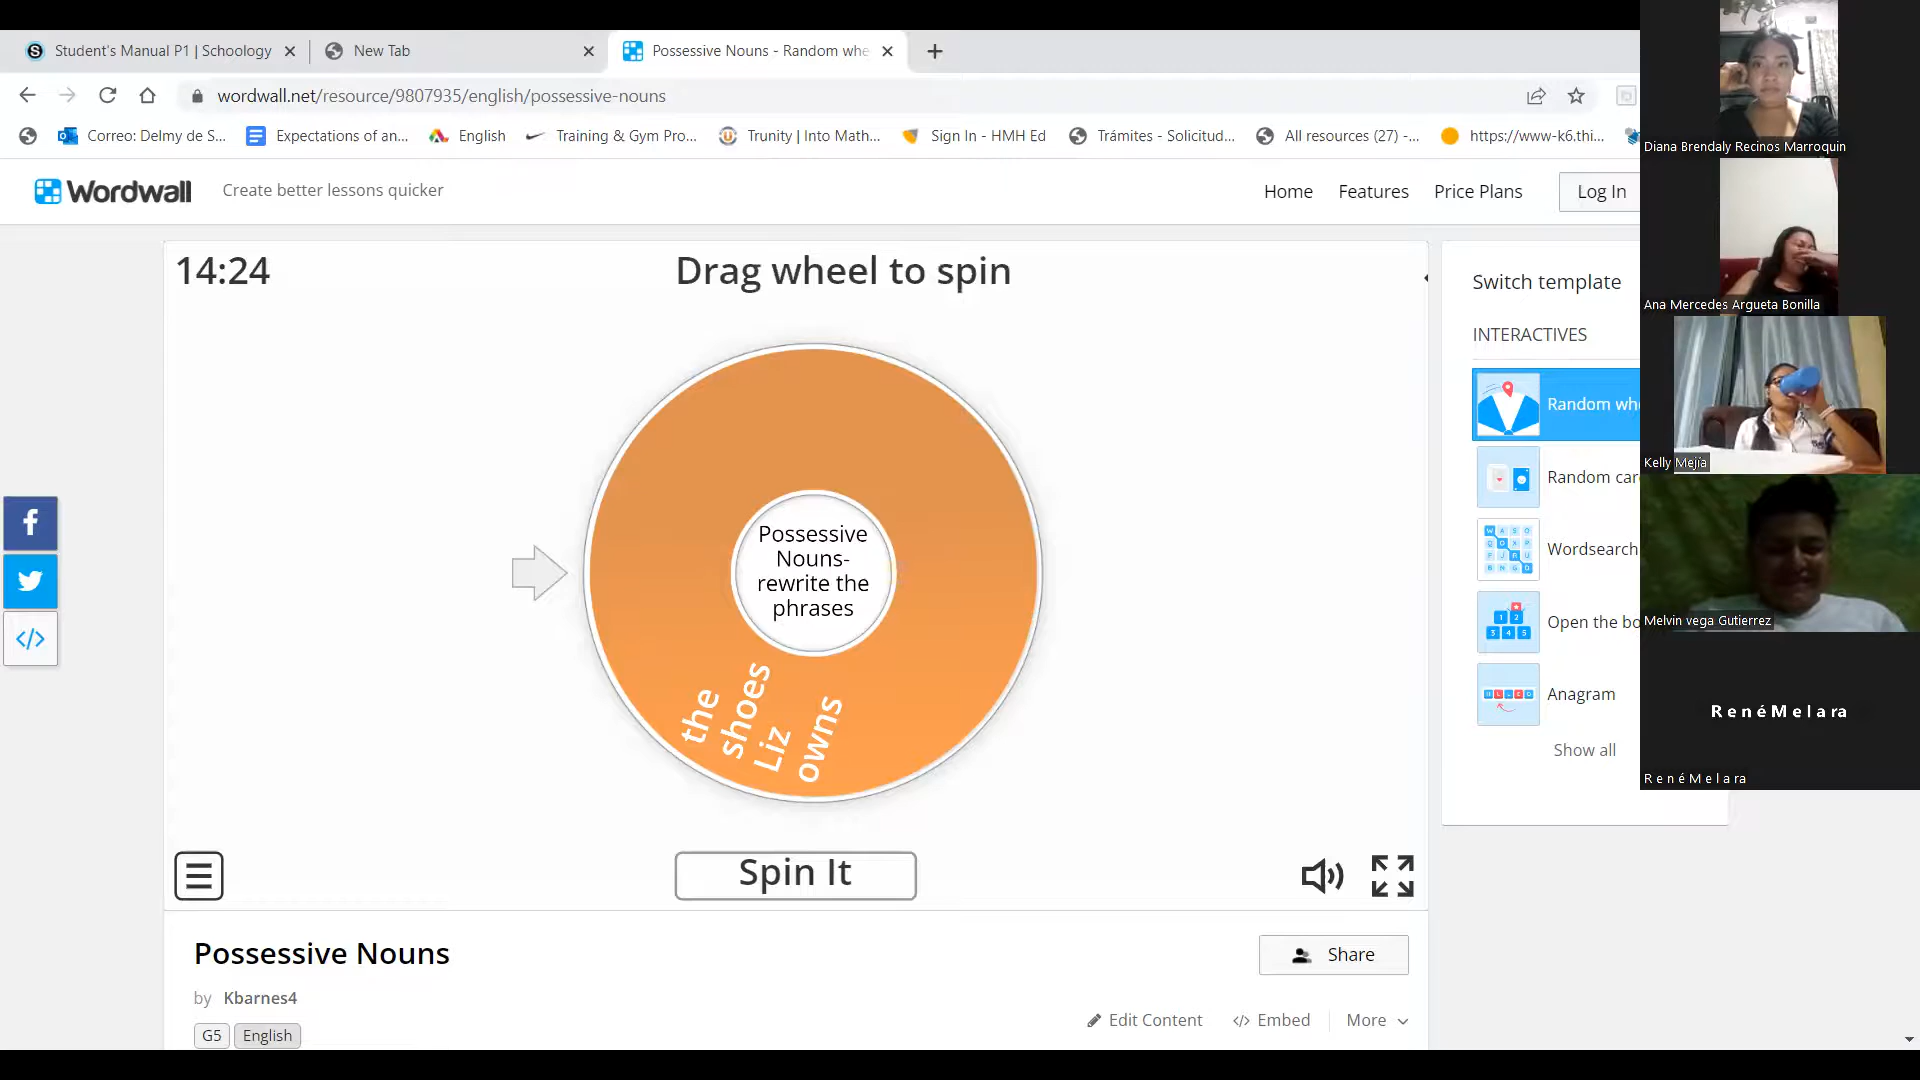 Student's Manual P1 | Schoology
New Tab
Possessive Nouns - Random whe
wordwall.net/resource/9807935/english/possessive-nouns
Correo: Delmy de S...
Expectations of an...
English
Training & Gym Pro...
Trunity | Into Math...
Sign In - HMH Ed
Trámites - Solicitud...
All resources (27) -...
https://www-k6.thi...
Wordwall
Create better lessons quicker
Home
Features
Price Plans
Log In
14:24
Drag wheel to spin
Possessive
Nouns-
rewrite the
phrases
the
shoes
Liz
owns
Spin It
Switch template
INTERACTIVES
Random whe
Random car
Wordsearch
Open the bo
Anagram
Show all
Possessive Nouns
by Kbarnes4
G5
English
Share
Edit Content
Embed
More
Diana Brendaly Recinos Marroquin
Ana Mercedes Argueta Bonilla
Kelly Mejía
Melvin vega Gutierrez
R e n é M e l a r a
R e n é M e l a r a